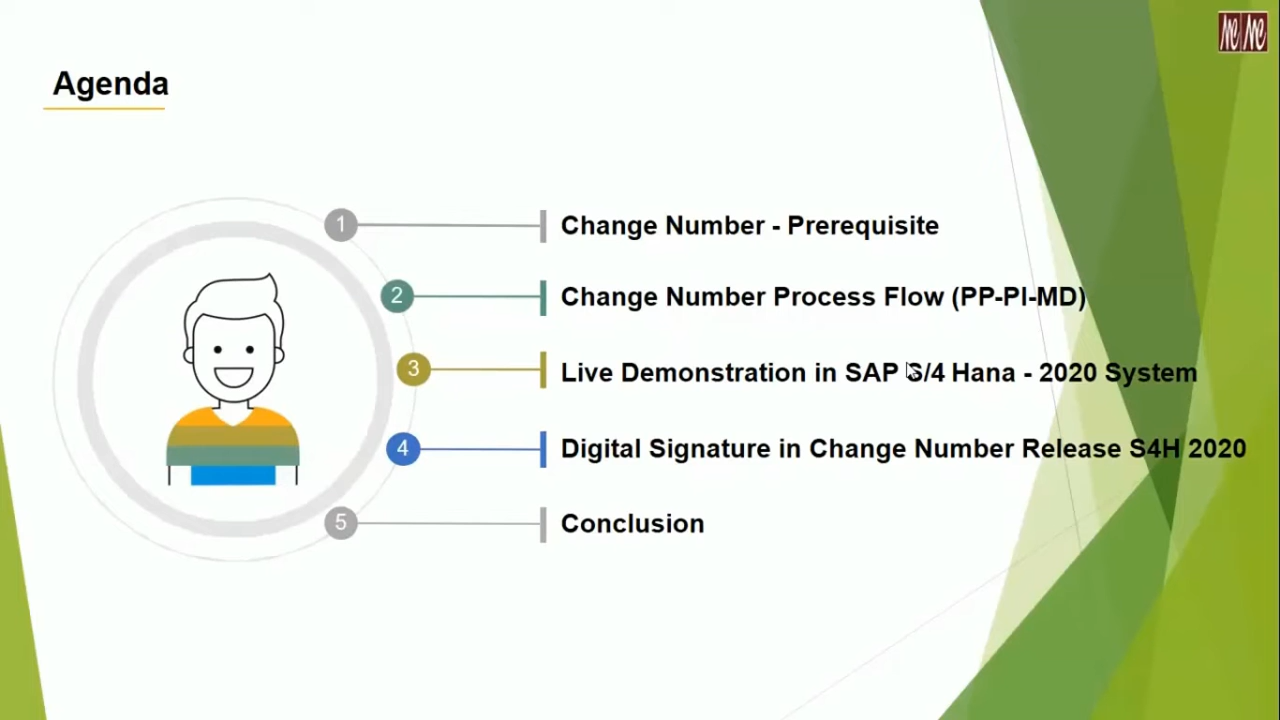 Agenda
1
Change Number - Prerequisite
2
Change Number Process Flow (PP-PI-MD)
3
Live Demonstration in SAP S/4 Hana - 2020 System
4
Digital Signature in Change Number Release S4H 2020
5
Conclusion